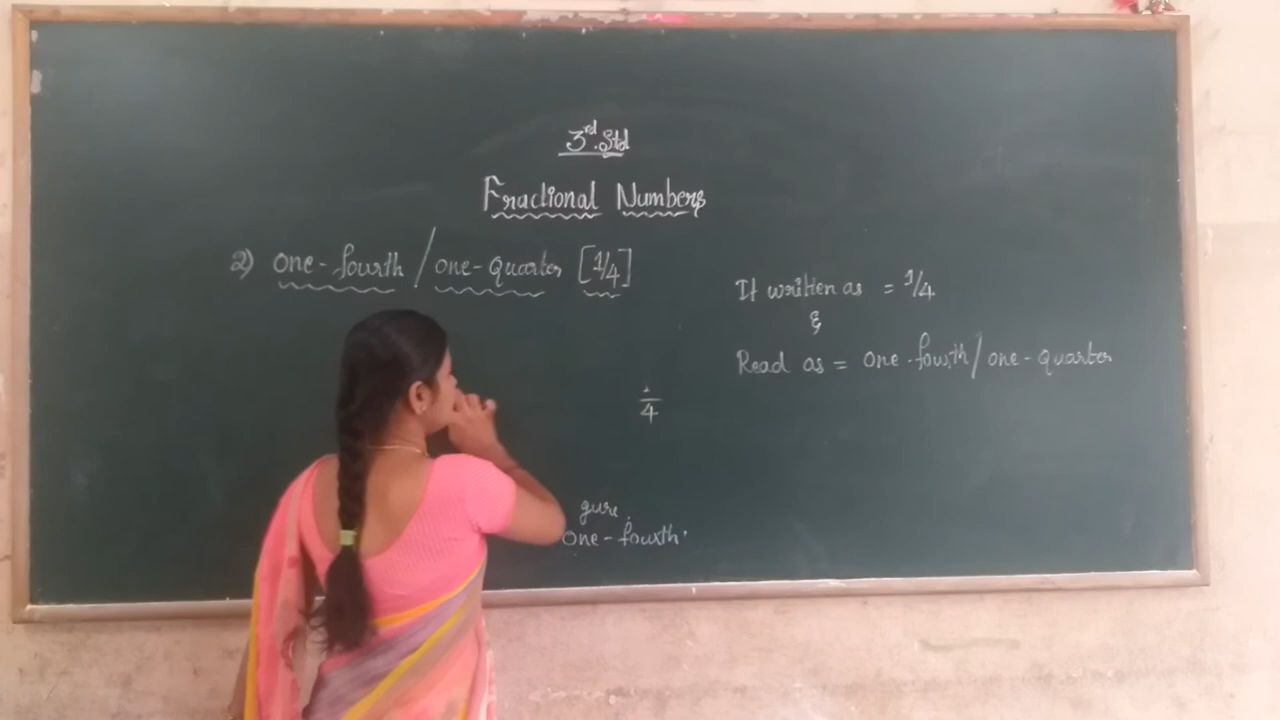 3rd. Std
Fractional Numbers
2) one-fourth / one-quarter [1/4]
It written as = 1/4
&
Read as = one-fourth / one-quarter
1/4
gure.
one-fourth.